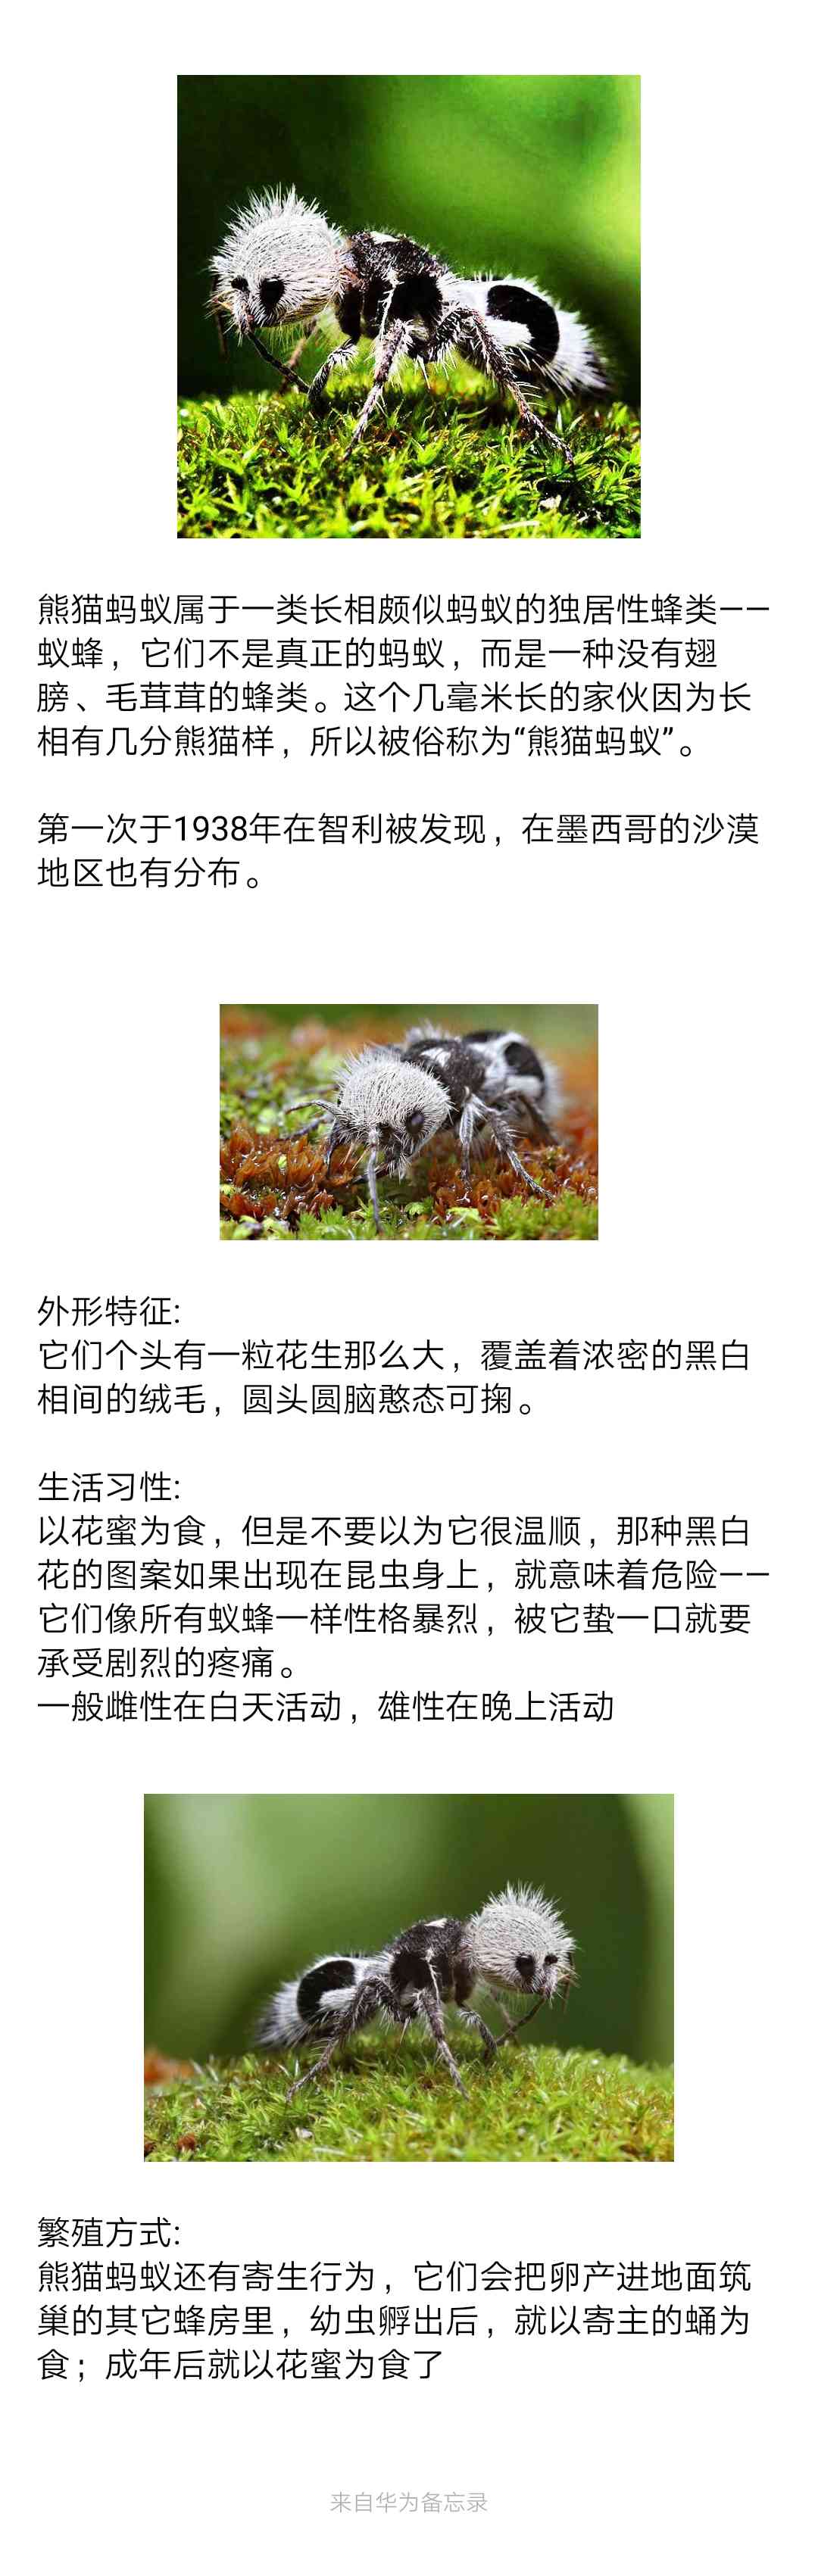 熊猫蚂蚁属于一类长相颇似蚂蚁的独居性蜂类——
蚁蜂，它们不是真正的蚂蚁，而是一种没有翅
膀、毛茸茸的蜂类。这个几毫米长的家伙因为长
相有几分熊猫样，所以被俗称为“熊猫蚂蚁”。
第一次于1938年在智利被发现，在墨西哥的沙漠
地区也有分布。
外形特征:
它们个头有一粒花生那么大，覆盖着浓密的黑白
相间的绒毛，圆头圆脑憨态可掬。
生活习性:
以花蜜为食，但是不要以为它很温顺，那种黑白
花的图案如果出现在昆虫身上，就意味着危险——
它们像所有蚁蜂一样性格暴烈，被它蛰一口就要
承受剧烈的疼痛。
一般雌性在白天活动，雄性在晚上活动
繁殖方式:
熊猫蚂蚁还有寄生行为，它们会把卵产进地面筑
巢的其它蜂房里，幼虫孵出后，就以寄主的蛹为
食；成年后就以花蜜为食了
来自华为备忘录